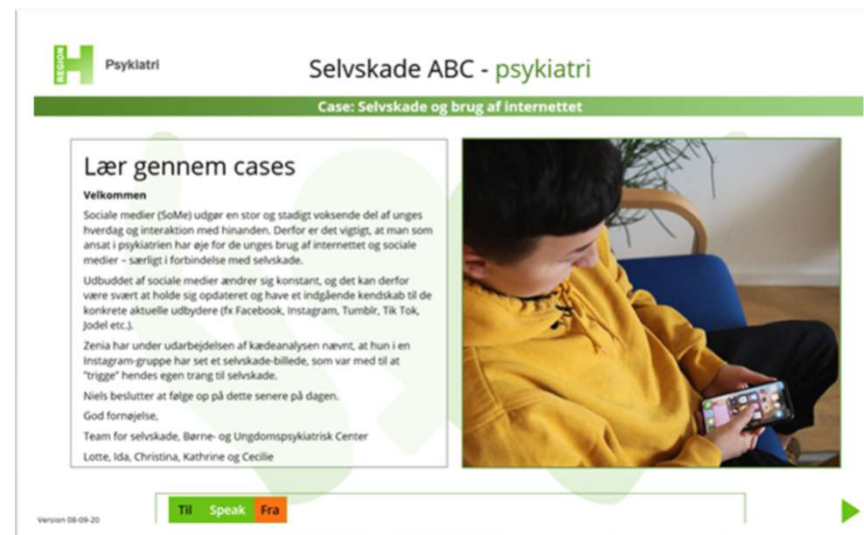 REGION
Psykiatri
Selvskade ABC - psykiatri
Case: Selvskade og brug af internettet
Lær gennem cases
Velkommen
Sociale medier (SoMe) udgør en stor og stadigt voksende del af unges
hverdag og interaktion med hinanden. Derfor er det vigtigt, at man som
ansat i psykiatrien har øje for de unges brug af internettet og sociale
medier – særligt i forbindelse med selvskade.
Udbuddet af sociale medier ændrer sig konstant, og det kan derfor
være svært at holde sig opdateret og have et indgående kendskab til de
konkrete aktuelle udbydere (fx Facebook, Instagram, Tumblr, Tik Tok,
Jodel etc.).
Zenia har under udarbejdelsen af kædeanalysen nævnt, at hun i en
Instagram-gruppe har set et selvskade-billede, som var med til at
"trigge" hendes egen trang til selvskade.
Niels beslutter at følge op på dette senere på dagen.
God fornøjelse,
Team for selvskade, Børne- og Ungdomspsykiatrisk Center
Lotte, Ida, Christina, Kathrine og Cecilie
Til Speak Fra
Version 08-09-20